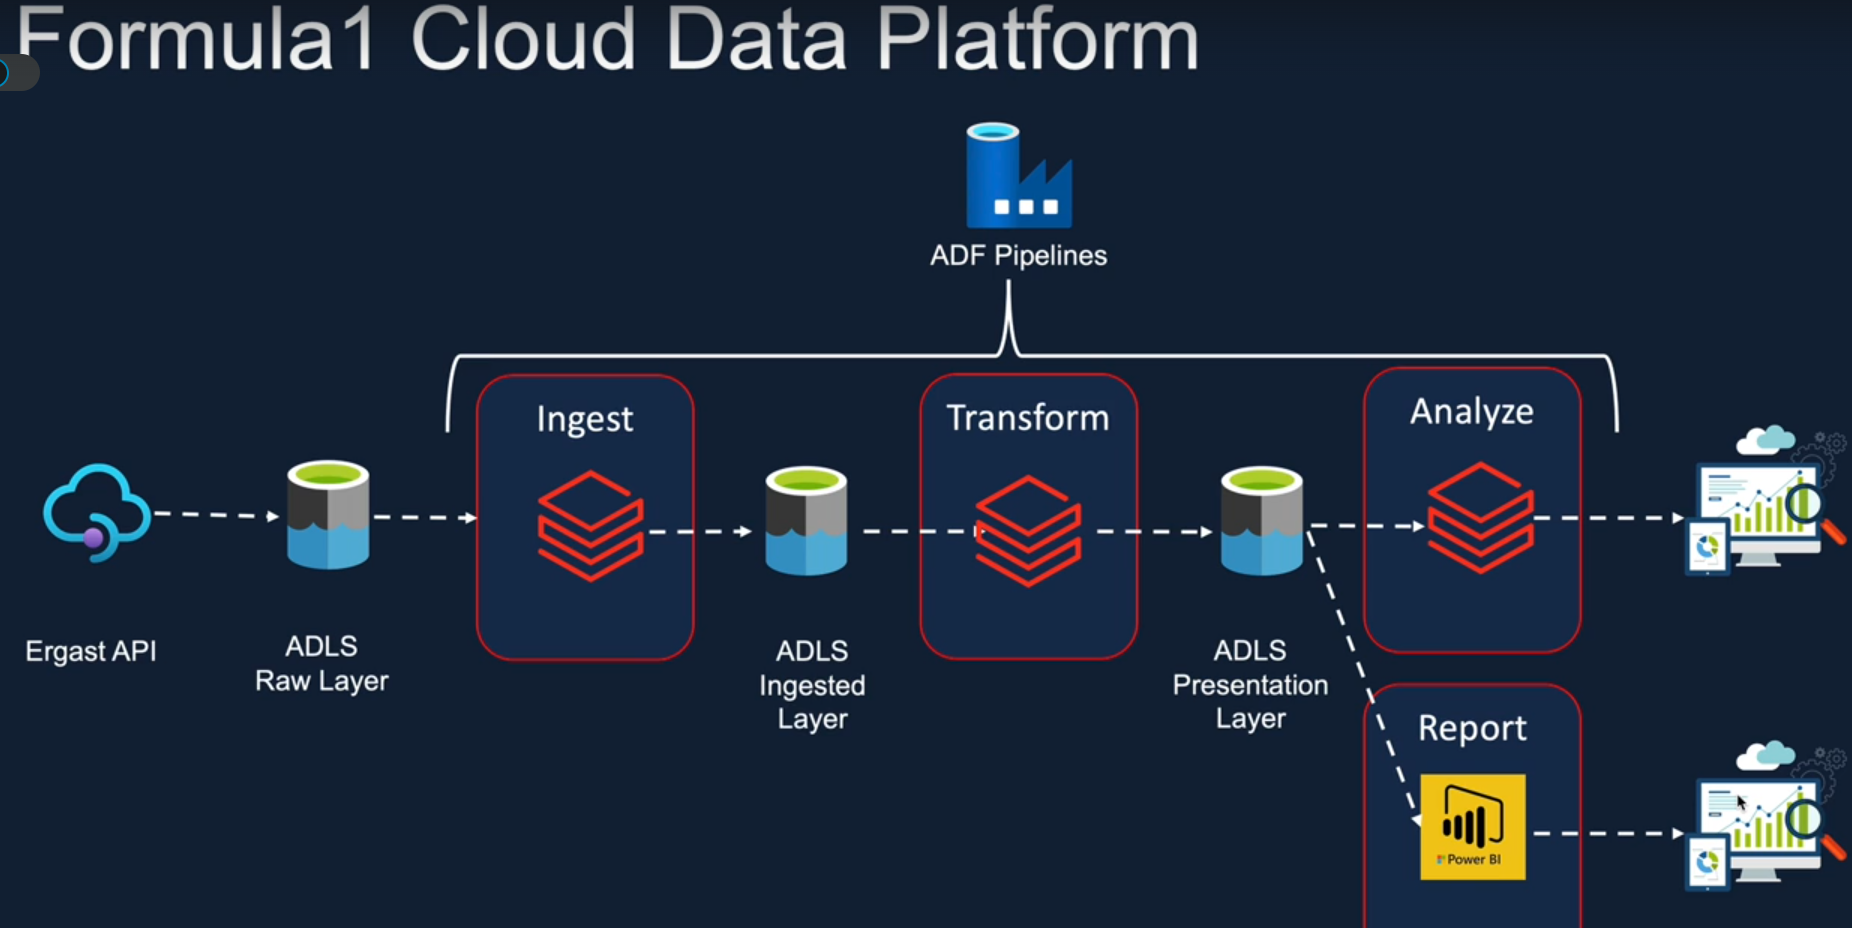 Formula1 Cloud Data Platform
ADF Pipelines
Ingest
Transform
Analyze
Ergast API
ADLS
Raw Layer
ADLS
Ingested
Layer
ADLS
Presentation
Layer
Report
Power BI